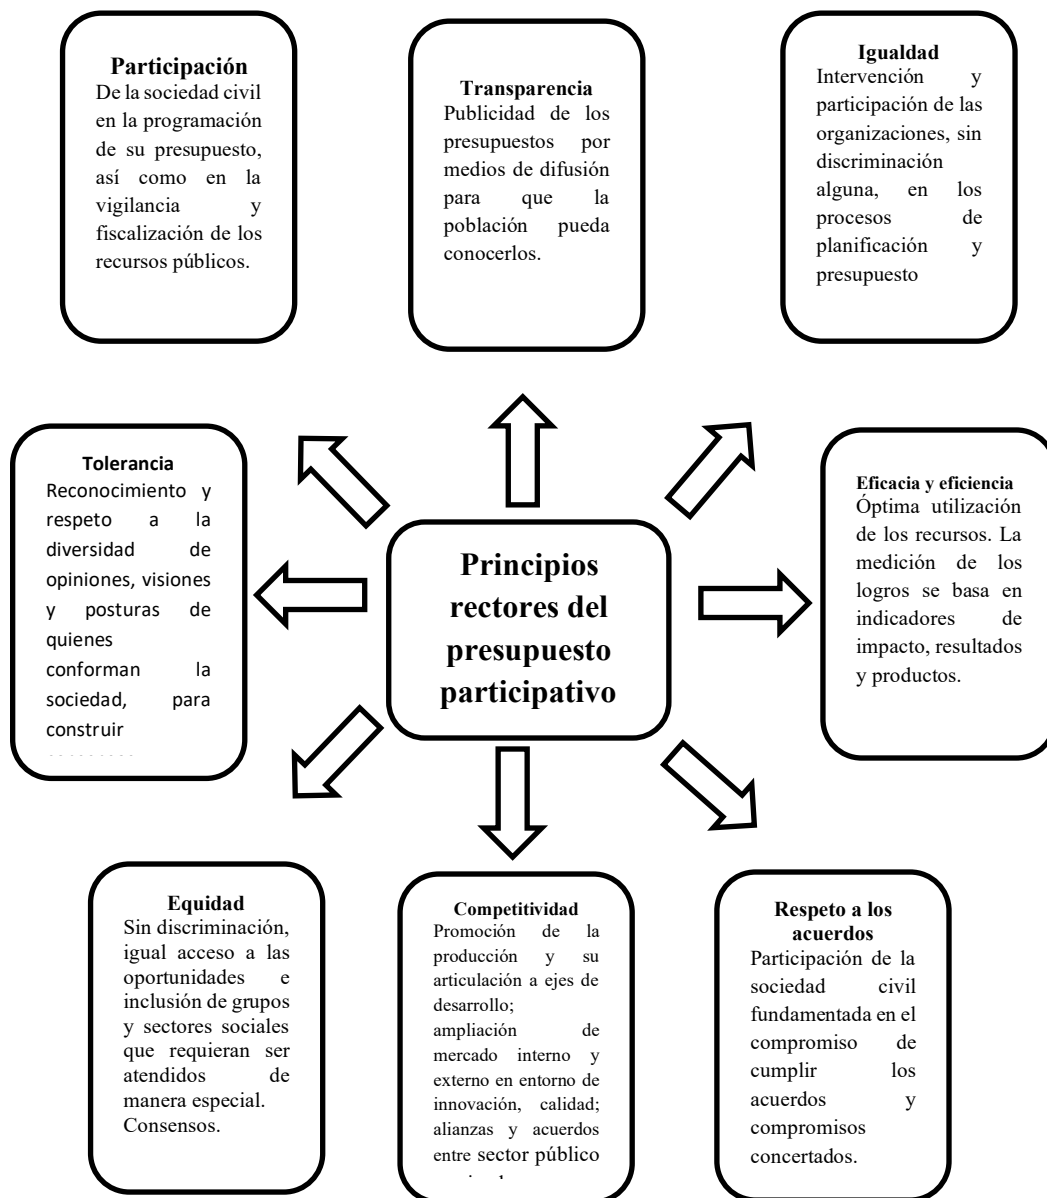 Participación
De la sociedad civil
en la programación
de su presupuesto,
así como en la
vigilancia y
fiscalización de los
recursos públicos.
Transparencia
Publicidad de los
presupuestos por
medios de difusión
para que la
población pueda
conocerlos.
Igualdad
Intervención y
participación de las
organizaciones, sin
discriminación
alguna, en los
procesos de
planificación y
presupuesto
Tolerancia
Reconocimiento y
respeto a la
diversidad de
opiniones, visiones
y posturas de
quienes
conforman la
sociedad, para
construir
Principios
rectores del
presupuesto
participativo
Eficacia y eficiencia
Óptima utilización
de los recursos. La
medición de los
logros se basa en
indicadores de
impacto, resultados
y productos.
Equidad
Sin discriminación,
igual acceso a las
oportunidades e
inclusión de grupos
y sectores sociales
que requieran ser
atendidos de
manera especial.
Consensos.
Competitividad
Promoción de la
producción y su
articulación a ejes de
desarrollo;
ampliación de
mercado interno y
externo en entorno de
innovación, calidad;
alianzas y acuerdos
entre sector público
Respeto a los
acuerdos
Participación de la
sociedad civil
fundamentada en el
compromiso de
cumplir los
acuerdos y
compromisos
concertados.